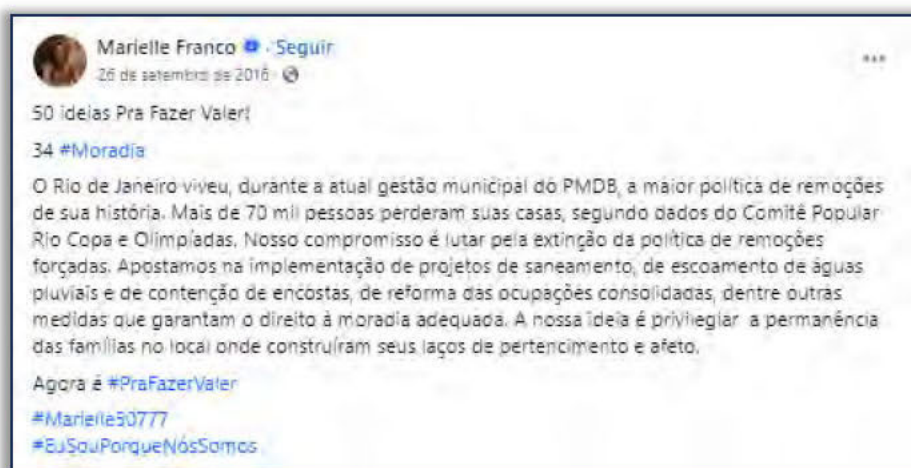 Marielle Franco · Seguir
26 de setembro de 2016 ·
50 ideias Pra Fazer Valer!
34 #Moradia
O Rio de Janeiro viveu, durante a atual gestão municipal do PMDB, a maior política de remoções
de sua história. Mais de 70 mil pessoas perderam suas casas, segundo dados do Comitê Popular
Rio Copa e Olimpíadas. Nosso compromisso é lutar pela extinção da política de remoções
forçadas. Apostamos na implementação de projetos de saneamento, de escoamento de águas
pluviais e de contenção de encostas, de reforma das ocupações consolidadas, dentre outras
medidas que garantam o direito à moradia adequada. A nossa ideia é privilegiar a permanência
das famílias no local onde construíram seus laços de pertencimento e afeto.
Agora é #PraFazerValer
#Marielle50777
#EuSouPorqueNósSomos